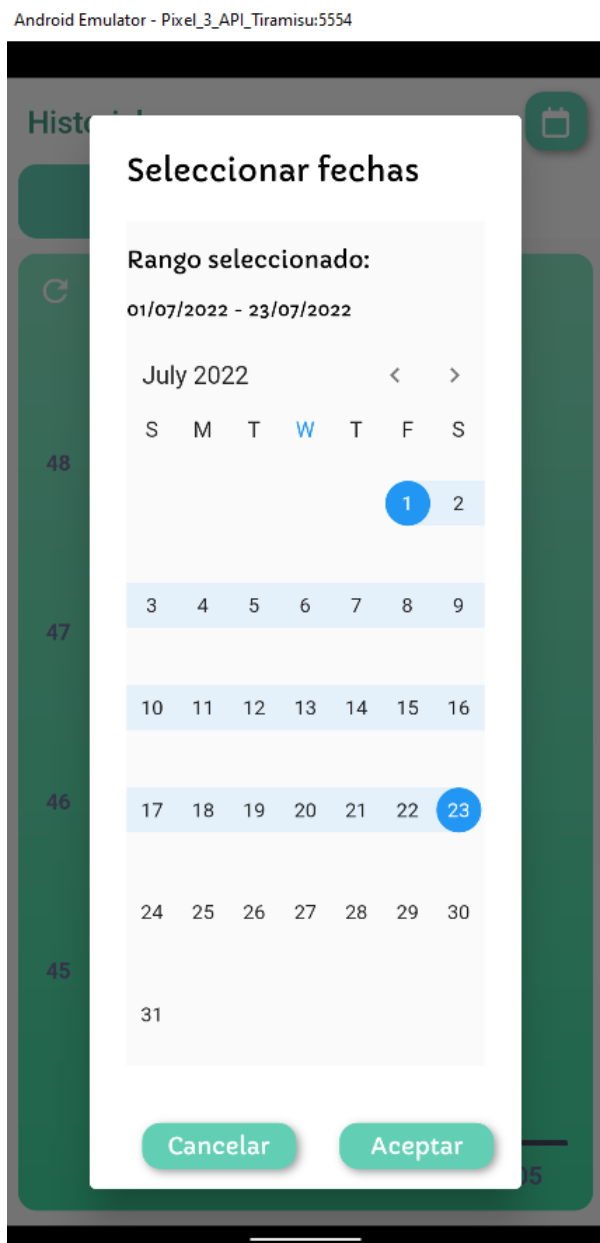 Android Emulator - Pixel_3_API_Tiramisu:5554
Seleccionar fechas
Rango seleccionado:
01/07/2022 - 23/07/2022
July 2022
S M T W T F S
48
1 2
3 4 5 6 7 8 9
47
10 11 12 13 14 15 16
46
17 18 19 20 21 22 23
24 25 26 27 28 29 30
45
31
Cancelar Aceptar